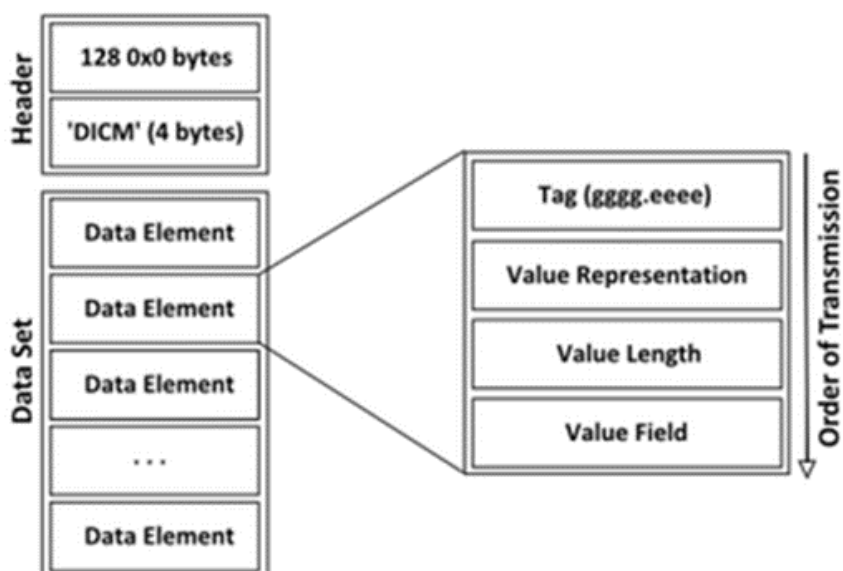 Header
128 0x0 bytes
'DICM' (4 bytes)
Data Set
Data Element
Data Element
Data Element
...
Data Element
Tag (gggg.eeee)
Value Representation
Value Length
Value Field
Order of Transmission